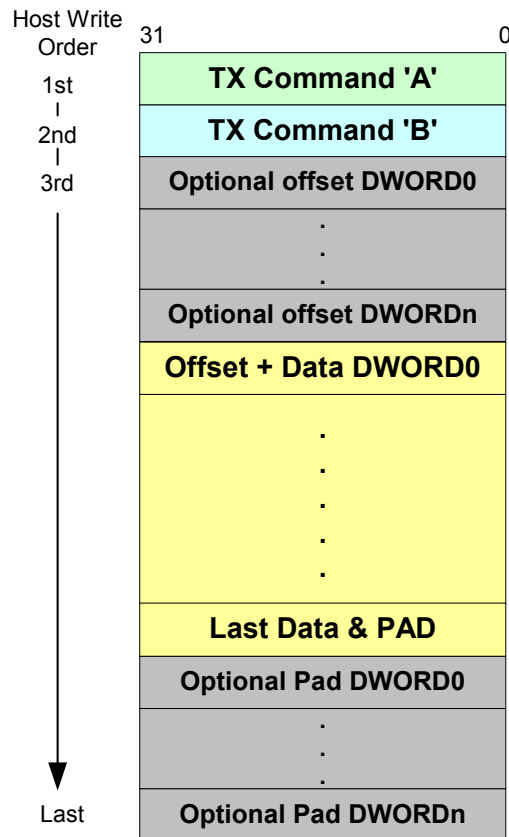 Host Write
Order
31 0
1st
TX Command 'A'
2nd
TX Command 'B'
3rd
Optional offset DWORD0
.
.
.
Optional offset DWORDn
Offset + Data DWORD0
.
.
.
.
.
Last Data & PAD
Optional Pad DWORD0
.
.
.
Last
Optional Pad DWORDn